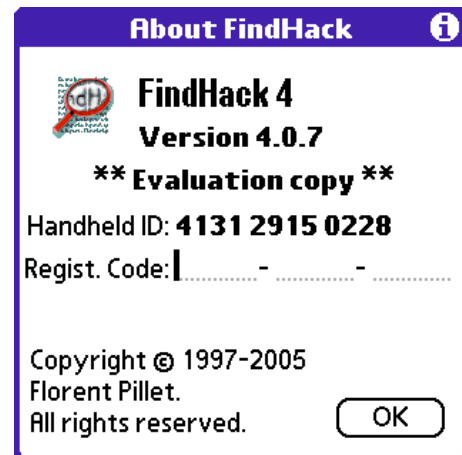 About FindHack
FindHack 4
Version 4.0.7
** Evaluation copy **
Handheld ID: 4131 2915 0228
Regist. Code: - -
Copyright © 1997-2005
Florent Pillet.
All rights reserved.
OK